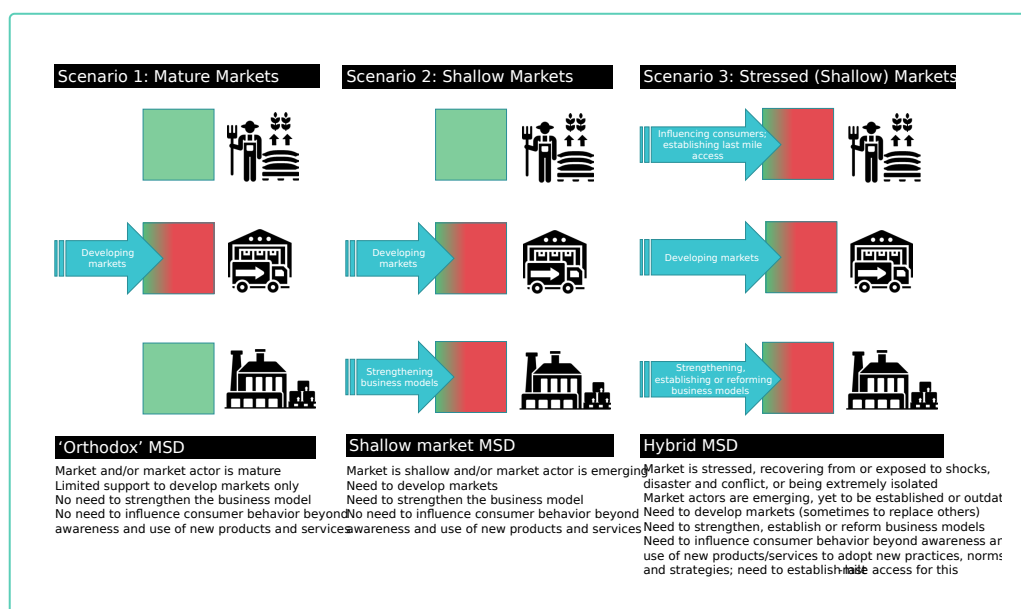 Scenario 1: Mature Markets
Scenario 2: Shallow Markets
Scenario 3: Stressed (Shallow) Markets
Influencing consumers;
establishing last mile
access
Developing
markets
Developing
markets
Developing markets
Strengthening
business models
Strengthening,
establishing or reforming
business models
‘Orthodox’ MSD
Market and/or market actor is mature
Limited support to develop markets only
No need to strengthen the business model
No need to influence consumer behavior beyond
awareness and use of new products and services
Shallow market MSD
Market is shallow and/or market actor is emerging
Need to develop markets
Need to strengthen the business model
No need to influence consumer behavior beyond
awareness and use of new products and services
Hybrid MSD
Market is stressed, recovering from or exposed to shocks,
disaster and conflict, or being extremely isolated
Market actors are emerging, yet to be established or outdat
Need to develop markets (sometimes to replace others)
Need to strengthen, establish or reform business models
Need to influence consumer behavior beyond awareness an
use of new products/services to adopt new practices, norms
and strategies; need to establish access for this